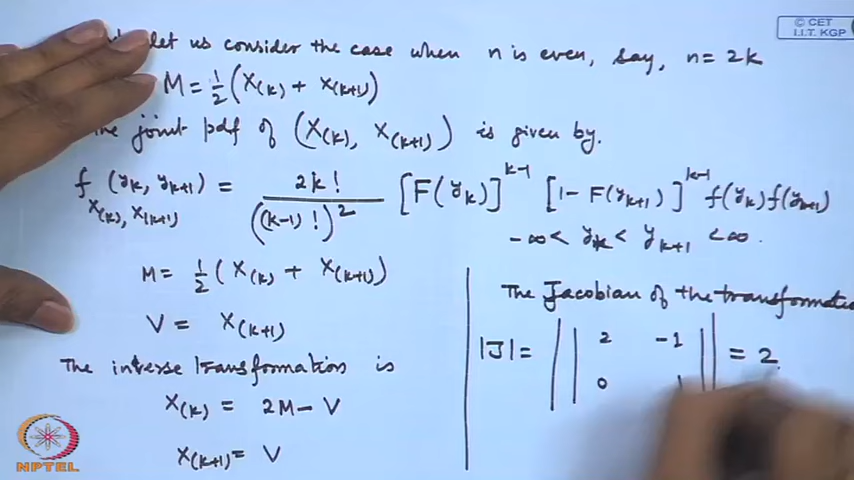 let us consider the case when n is even, say, n = 2k
© CET
I.I.T. KGP
M = 1/2 (X(k) + X(k+1))
joint pdf of (X(k), X(k+1)) is given by.
f X(k), X(k+1) (yk, yk+1) = 2k! / ((k-1)!)^2 [F(yk)]^k-1 [1 - F(yk+1)]^k-1 f(yk) f(yk+1)
-∞ < yk < yk+1 < ∞.
M = 1/2 (X(k) + X(k+1))
V = X(k+1)
The inverse transformation is
X(k) = 2M - V
X(k+1) = V
The Jacobian of the transformation
|J| = || 2 -1 || = 2.
0
NPTEL